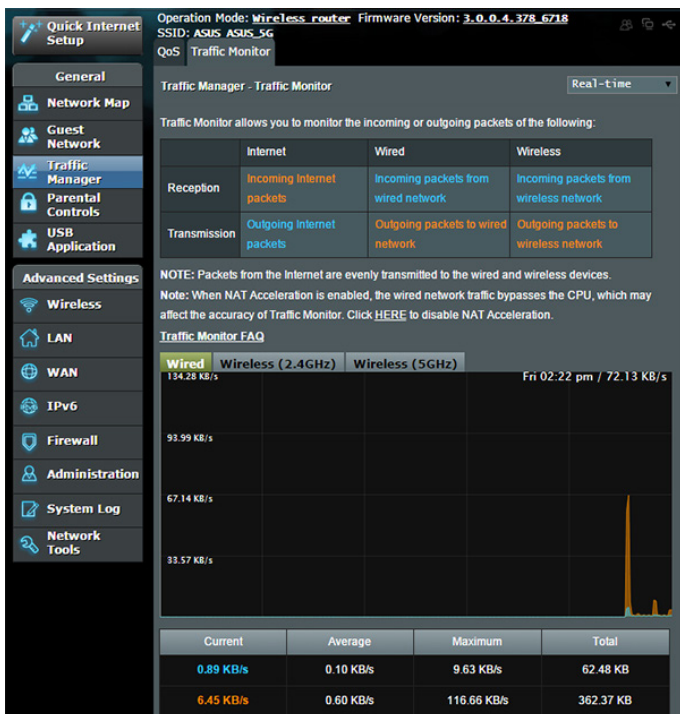 Quick Internet
Setup
Operation Mode: Wireless router Firmware Version: 3.0.0.4.378_6718
SSID: ASUS ASUS_5G
QoS Traffic Monitor
General
Network Map
Guest
Network
Traffic
Manager
Parental
Controls
USB
Application
Advanced Settings
Wireless
LAN
WAN
IPv6
Firewall
Administration
System Log
Network
Tools
Traffic Manager - Traffic Monitor
Real-time
Traffic Monitor allows you to monitor the incoming or outgoing packets of the following:
Internet Wired Wireless
Reception
Incoming Internet
packets
Incoming packets from
wired network
Incoming packets from
wireless network
Transmission
Outgoing Internet
packets
Outgoing packets to wired
network
Outgoing packets to
wireless network
NOTE: Packets from the Internet are evenly transmitted to the wired and wireless devices.
Note: When NAT Acceleration is enabled, the wired network traffic bypasses the CPU, which may
affect the accuracy of Traffic Monitor. Click HERE to disable NAT Acceleration.
Traffic Monitor FAQ
Wired Wireless (2.4GHz) Wireless (5GHz)
134.28 KB/s
Fri 02:22 pm / 72.13 KB/s
93.99 KB/s
67.14 KB/s
33.57 KB/s
Current Average Maximum Total
0.89 KB/s 0.10 KB/s 9.63 KB/s 62.48 KB
6.45 KB/s 0.60 KB/s 116.66 KB/s 362.37 KB